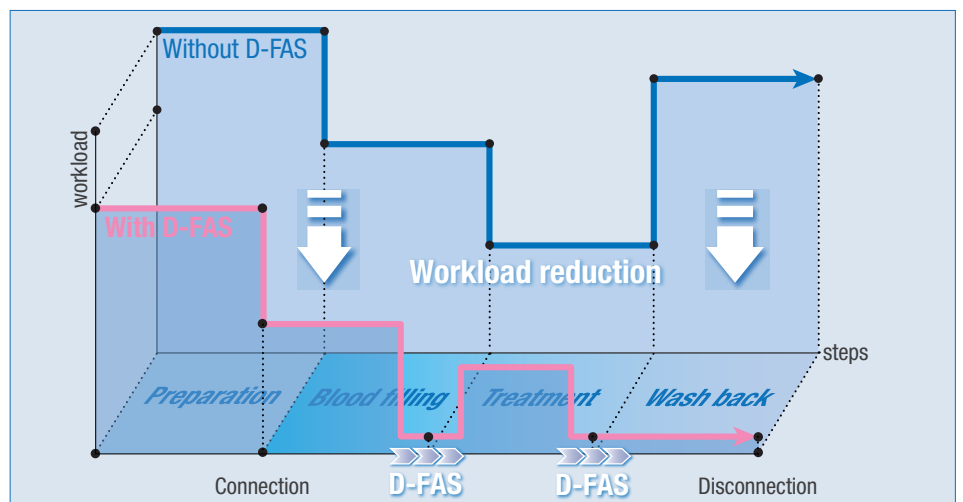 Without D-FAS
workload
With D-FAS
Workload reduction
steps
Preparation
Blood filling
Treatment
Wash back
D-FAS
D-FAS
Connection
Disconnection